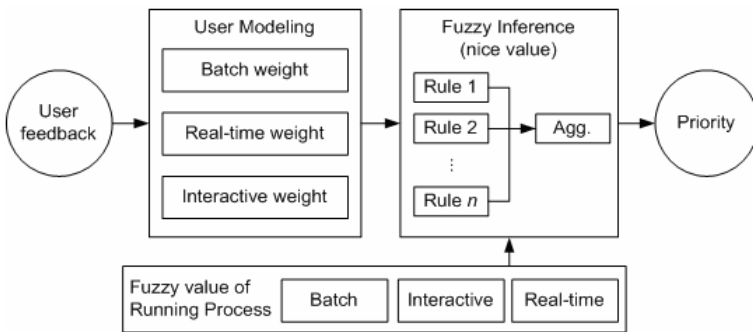 User Modeling
Batch weight
Real-time weight
Interactive weight
User
feedback
Fuzzy Inference
(nice value)
Rule 1
Rule 2
⋮
Rule n
Agg.
Priority
Fuzzy value of
Running Process
Batch
Interactive
Real-time